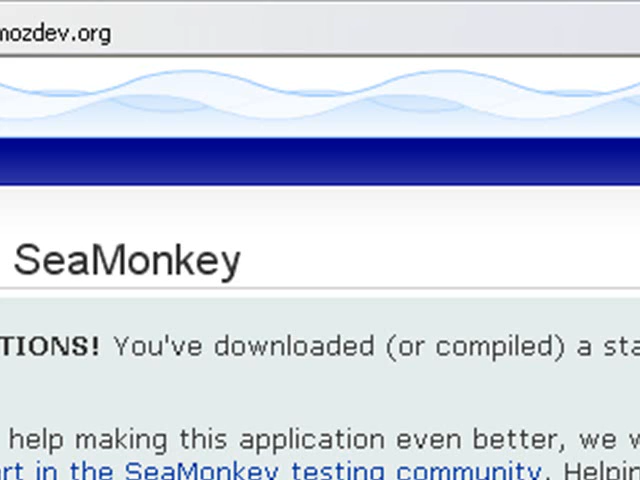 mozdev.org
SeaMonkey
TIONS! You've downloaded (or compiled) a sta
help making this application even better, we w
art in the SeaMonkey testing community. Helpin